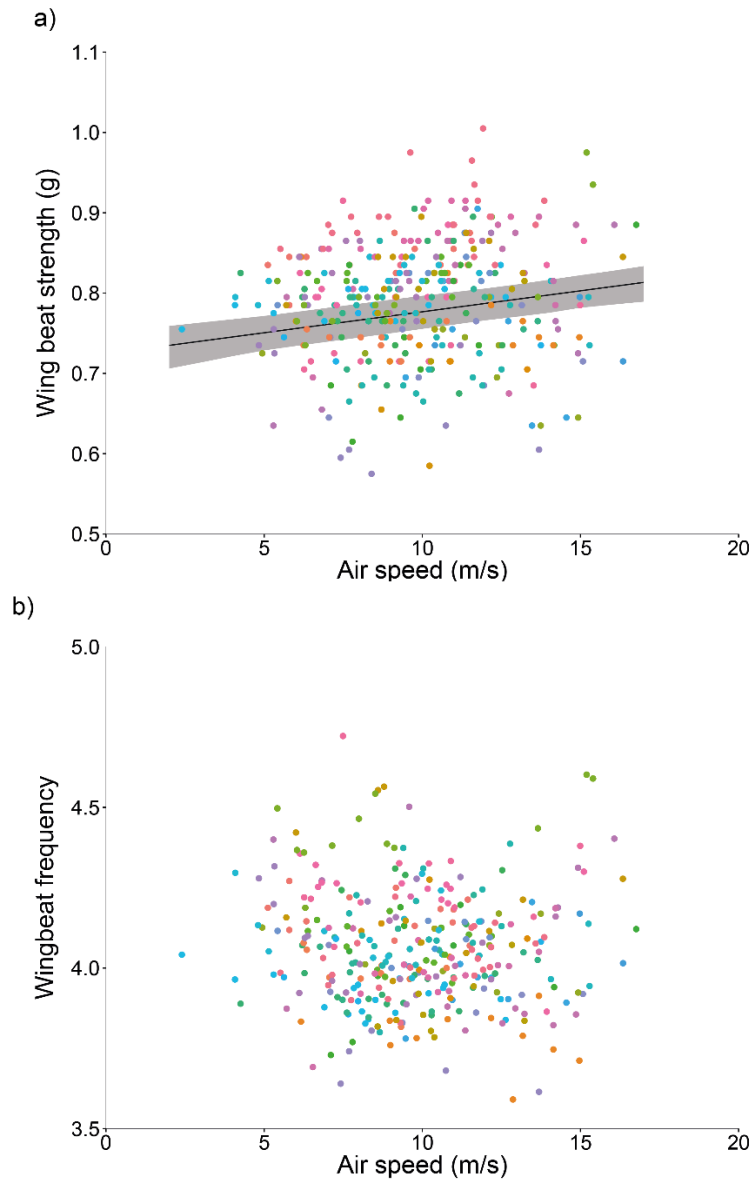 a)
1.1
1.0
0.9
0.8
0.7
0.6
0.5
Wing beat strength (g)
0 5 10 15 20
Air speed (m/s)
b)
5.0
4.5
4.0
3.5
Wingbeat frequency
0 5 10 15 20
Air speed (m/s)